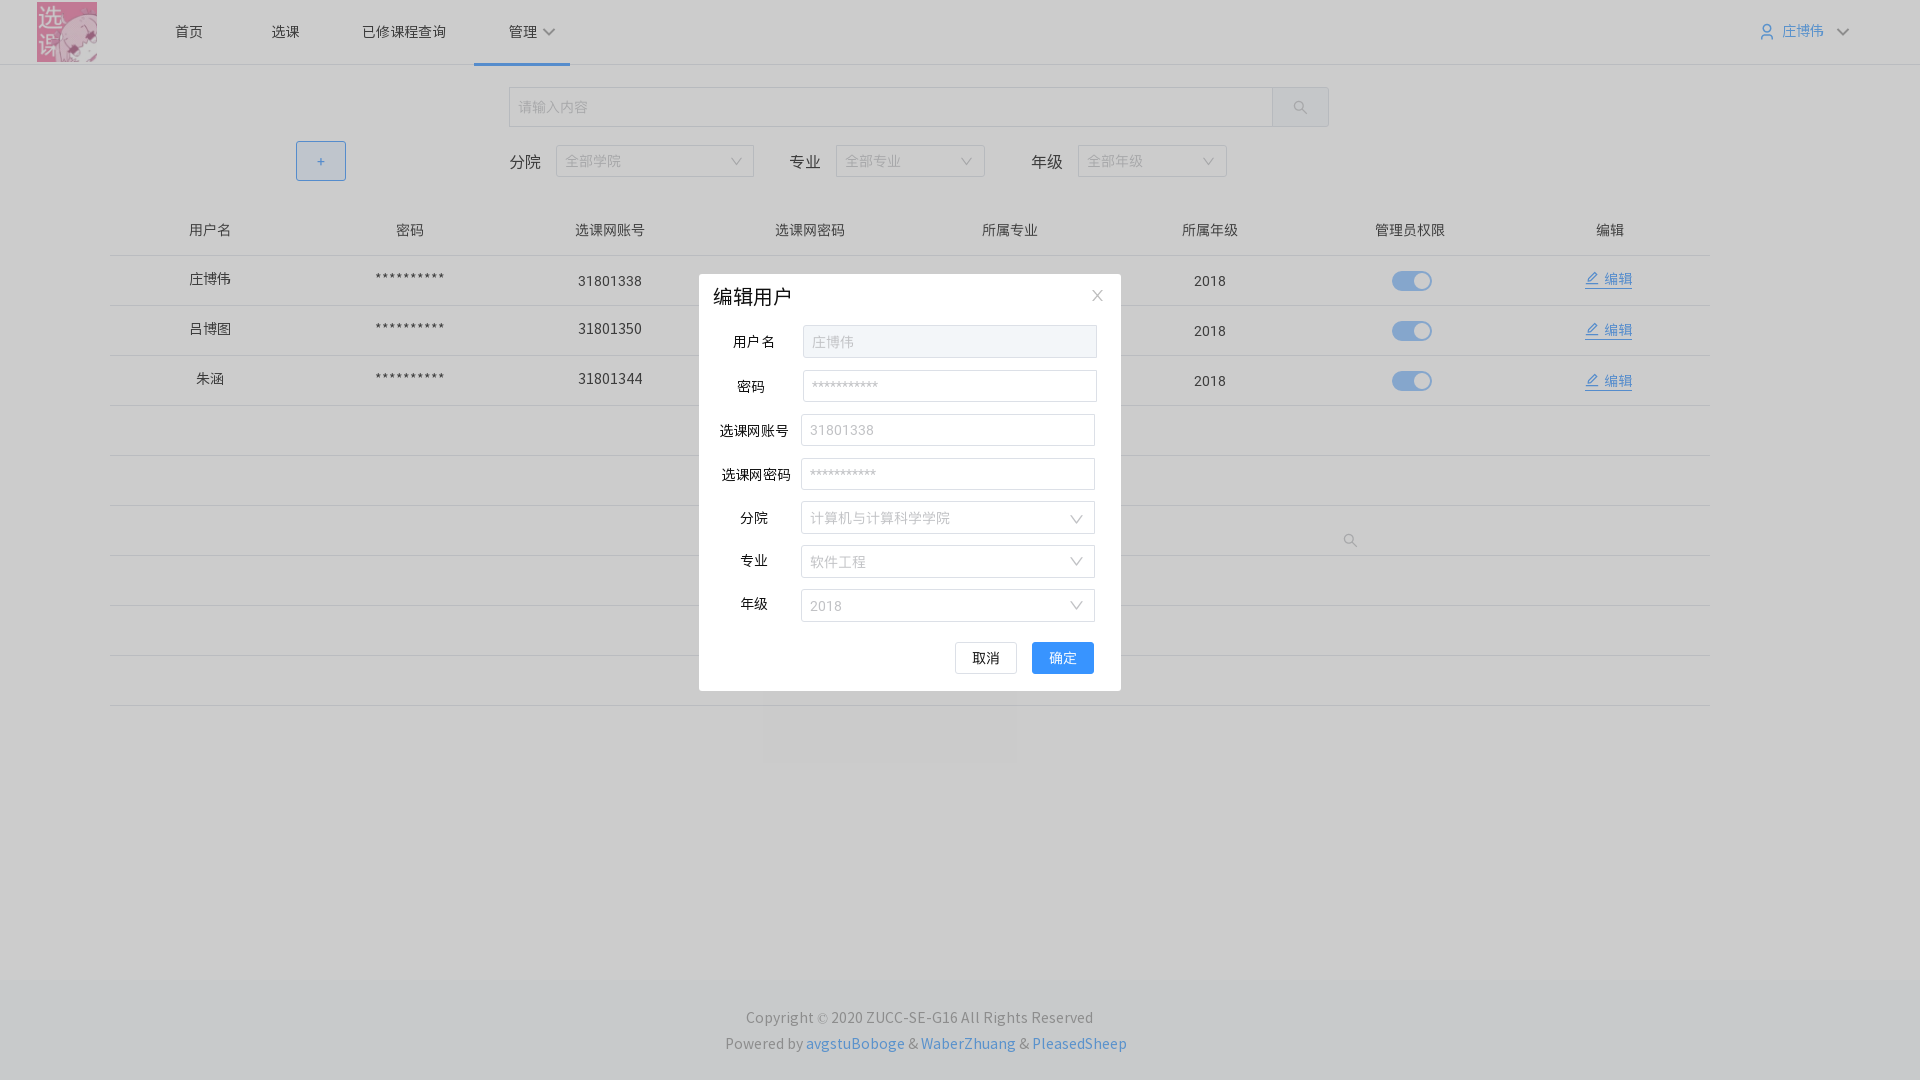 选
课
首页 选课 已修课程查询 管理 庄博伟
请输入内容
+ 分院 全部学院 专业 全部专业 年级 全部年级
用户名 密码 选课网账号 选课网密码 所属专业 所属年级 管理员权限 编辑
庄博伟 ********** 31801338 2018 编辑
吕博图 ********** 31801350 2018 编辑
朱涵 ********** 31801344 2018 编辑
编辑用户
用户名 庄博伟
密码 ***********
选课网账号 31801338
选课网密码 ***********
分院 计算机与计算科学学院
专业 软件工程
年级 2018
取消 确定
Copyright © 2020 ZUCC-SE-G16 All Rights Reserved
Powered by avgstuBoboge & WaberZhuang & PleasedSheep